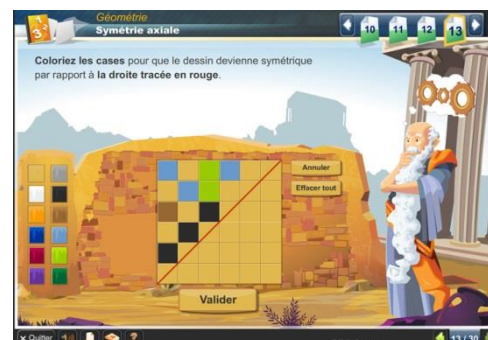 Géométrie
Symétrie axiale
10 11 12 13
Coloriez les cases pour que le dessin devienne symétrique
par rapport à la droite tracée en rouge.
Annuler
Effacer tout
Valider
× Quitter
13 / 30